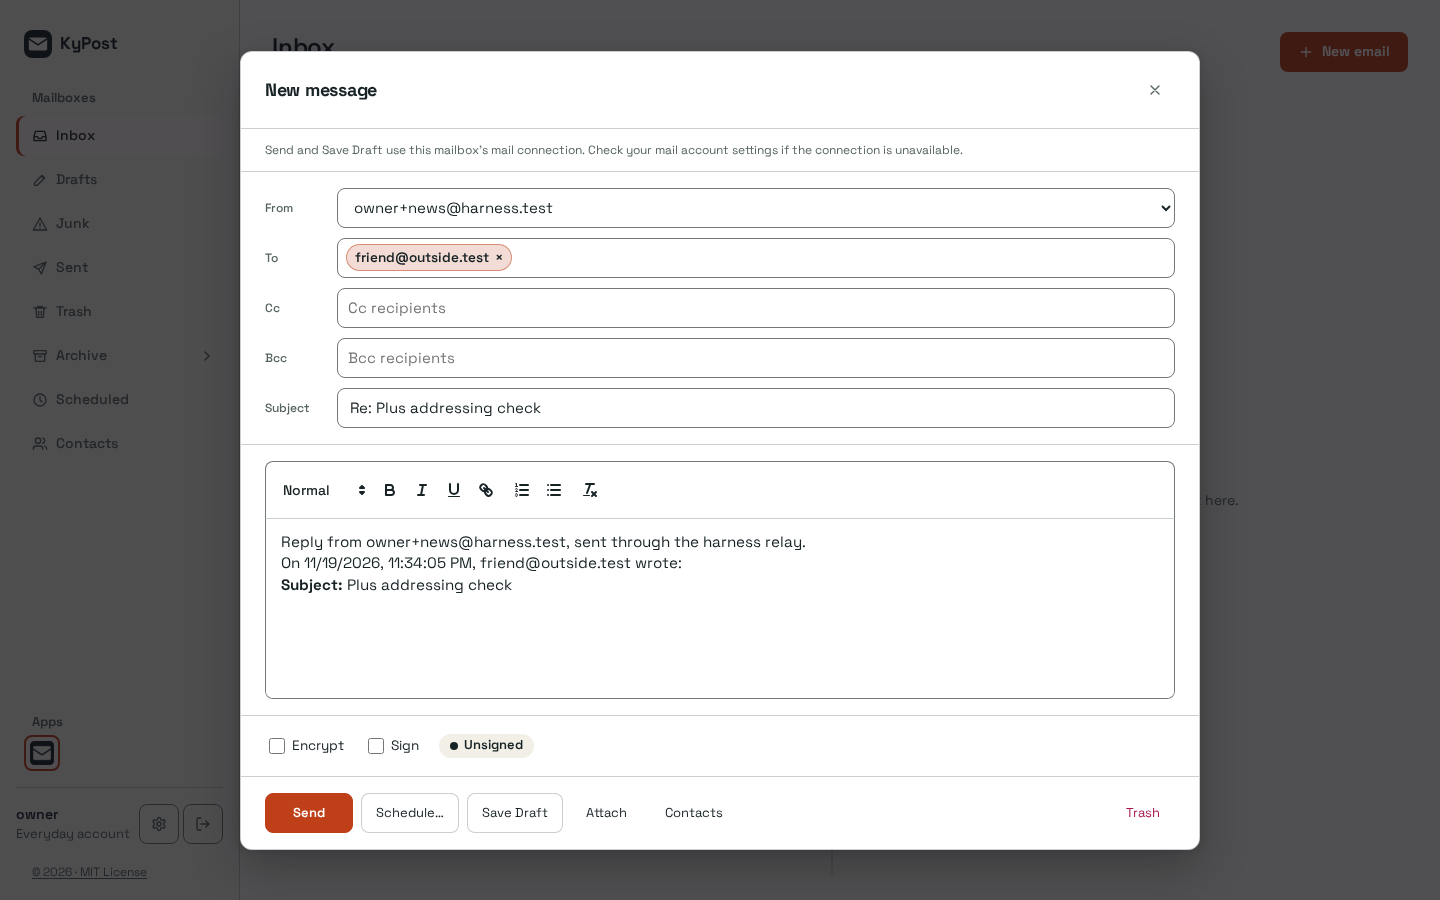 KyPost
Mailboxes
Inbox
Drafts
Junk
Sent
Trash
Archive
Scheduled
Contacts
Apps
owner
Everyday account
© 2026 · MIT License
Inbox
New email
here.
New message
Send and Save Draft use this mailbox's mail connection. Check your mail account settings if the connection is unavailable.
From
owner+news@harness.test
To
friend@outside.test ×
Cc
Cc recipients
Bcc
Bcc recipients
Subject
Re: Plus addressing check
Normal B I U
Reply from owner+news@harness.test, sent through the harness relay.
On 11/19/2026, 11:34:05 PM, friend@outside.test wrote:
Subject: Plus addressing check
Encrypt Sign Unsigned
Send Schedule... Save Draft Attach Contacts Trash